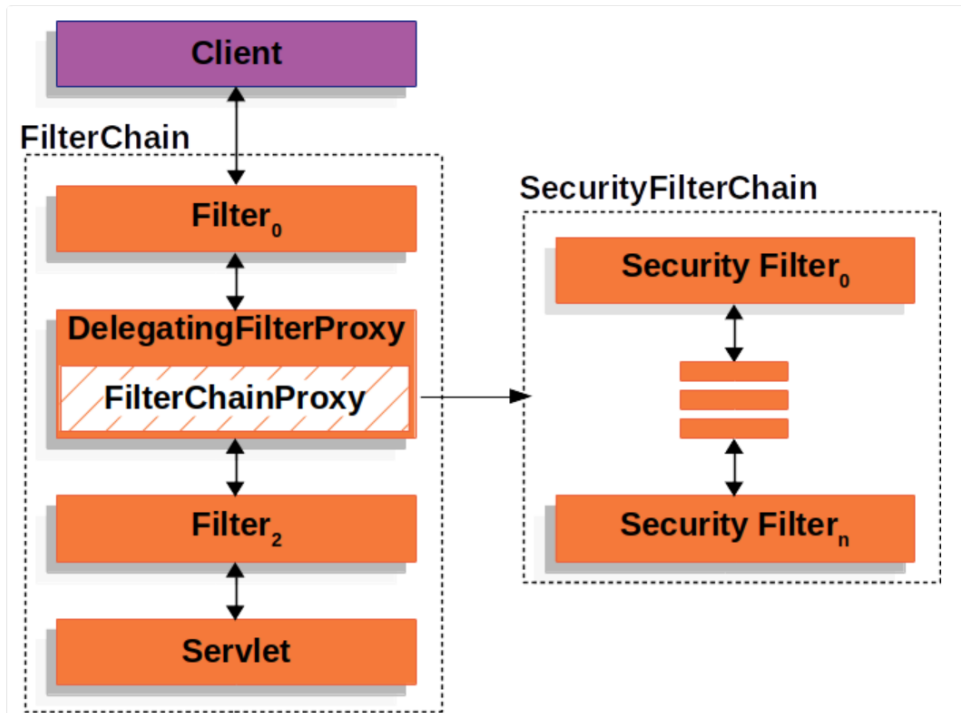 Client
FilterChain
Filter0
DelegatingFilterProxy
FilterChainProxy
Filter2
Servlet
SecurityFilterChain
Security Filter0
Security Filtern